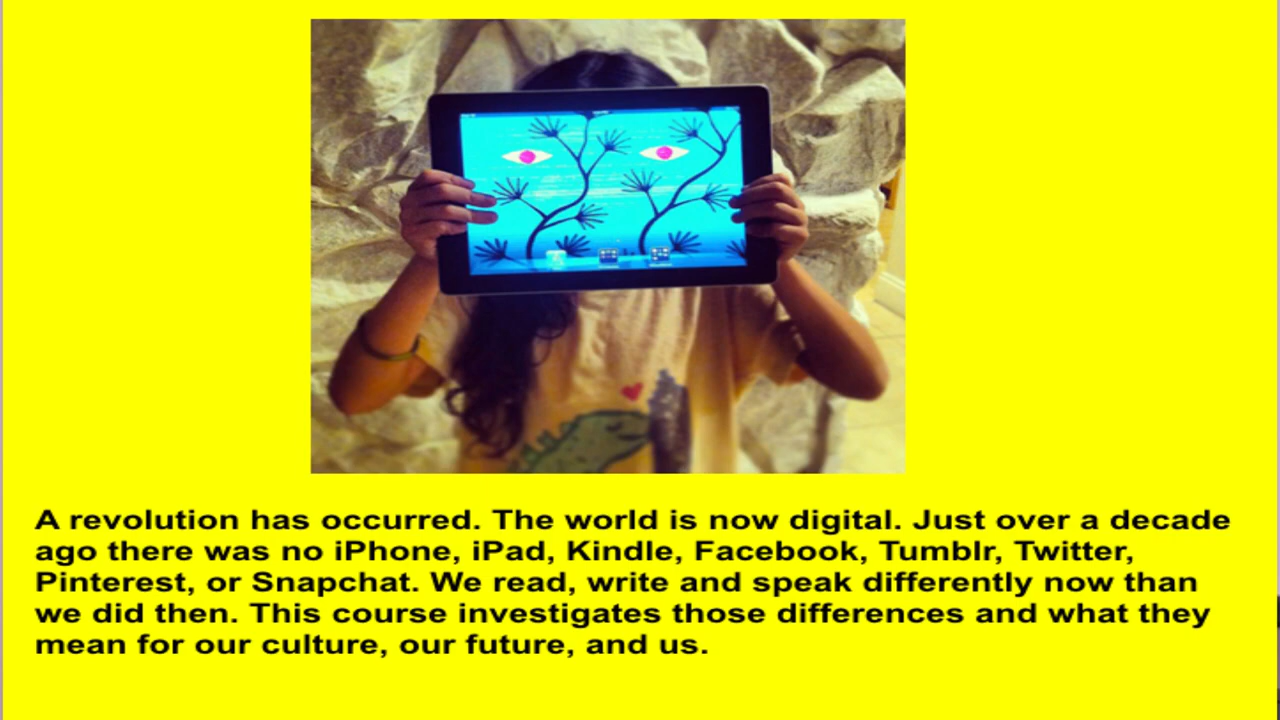 A revolution has occurred. The world is now digital. Just over a decade
ago there was no iPhone, iPad, Kindle, Facebook, Tumblr, Twitter,
Pinterest, or Snapchat. We read, write and speak differently now than
we did then. This course investigates those differences and what they
mean for our culture, our future, and us.